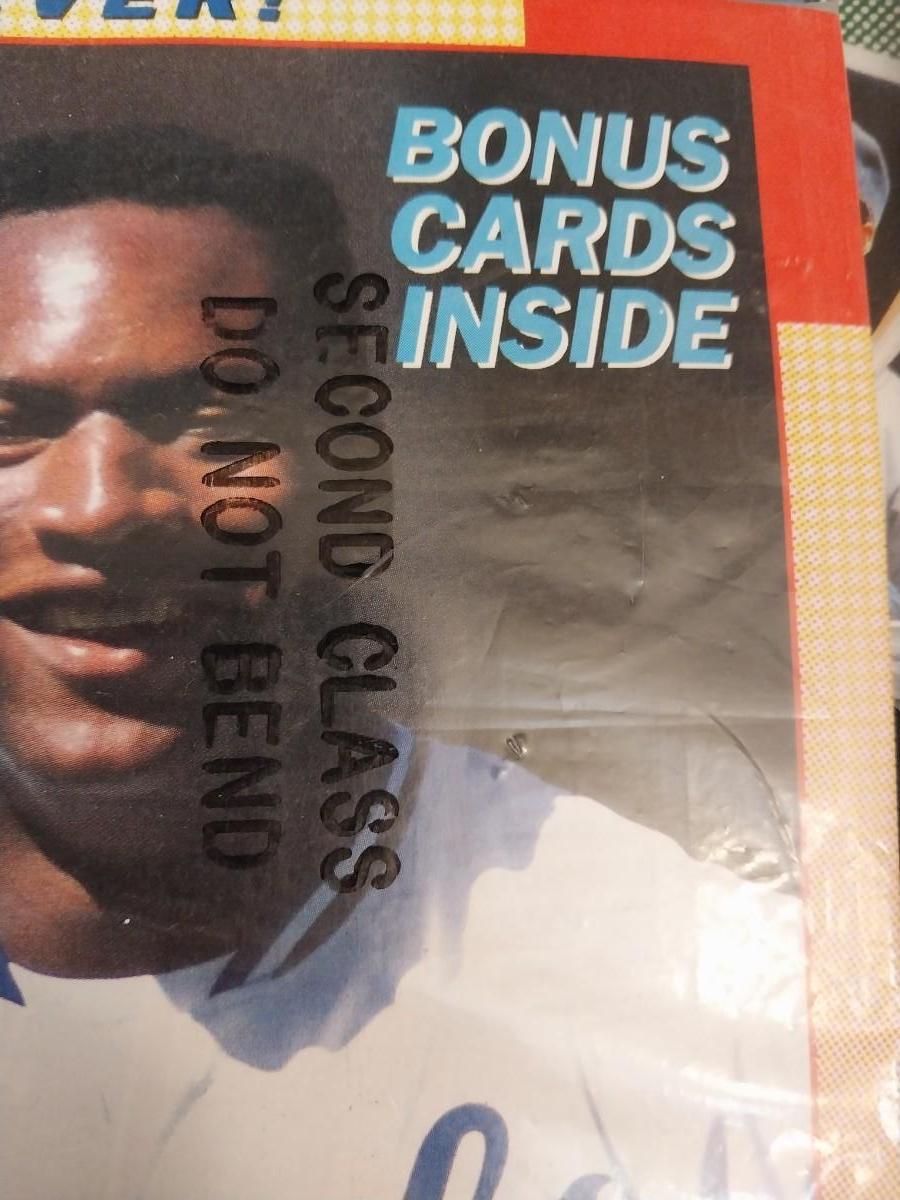 BONUS
CARDS
INSIDE
SECOND CLASS
DO NOT BEND